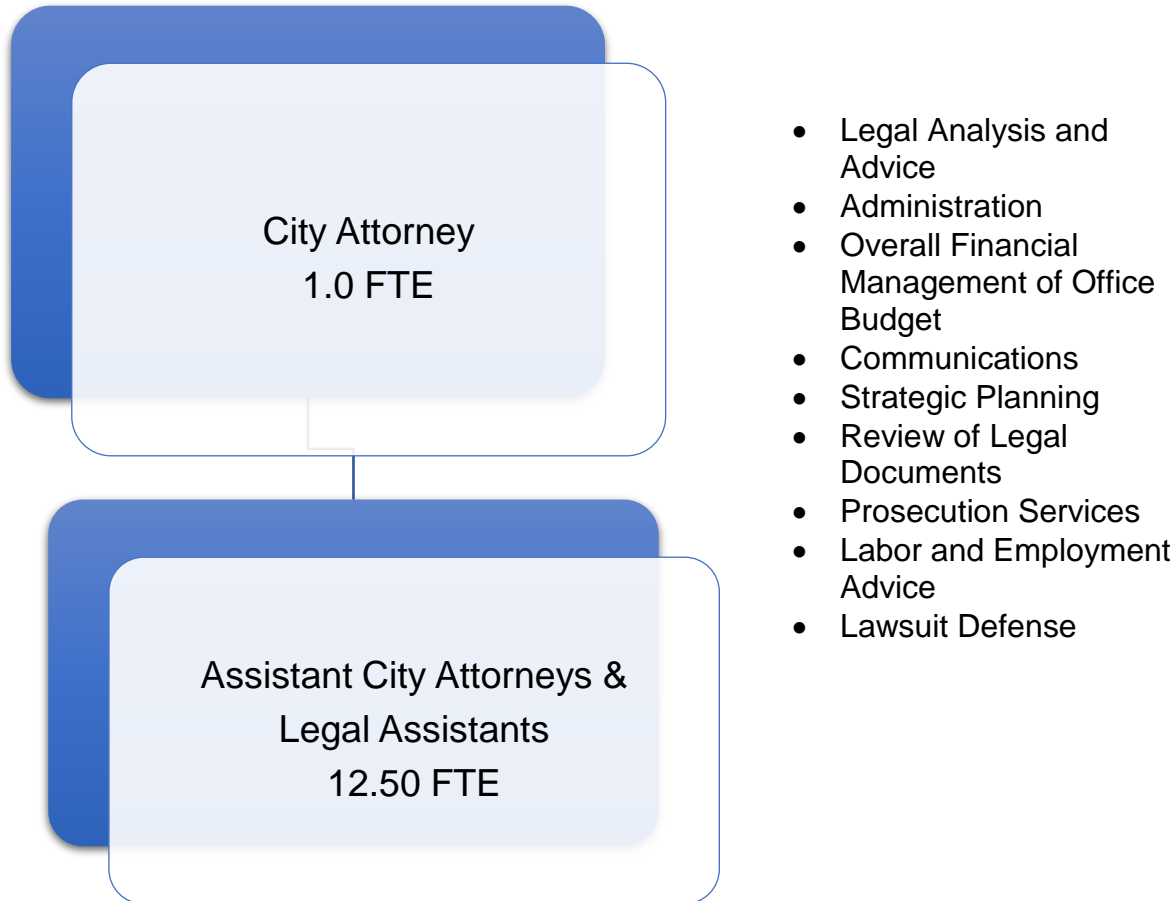 City Attorney
1.0 FTE
Assistant City Attorneys &
Legal Assistants
12.50 FTE
• Legal Analysis and
Advice
• Administration
• Overall Financial
Management of Office
Budget
• Communications
• Strategic Planning
• Review of Legal
Documents
• Prosecution Services
• Labor and Employment
Advice
• Lawsuit Defense